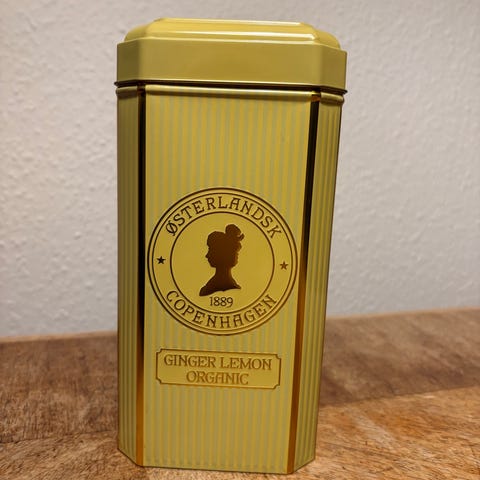 ØSTERLANDSK
1889
COPENHAGEN
GINGER LEMON
ORGANIC